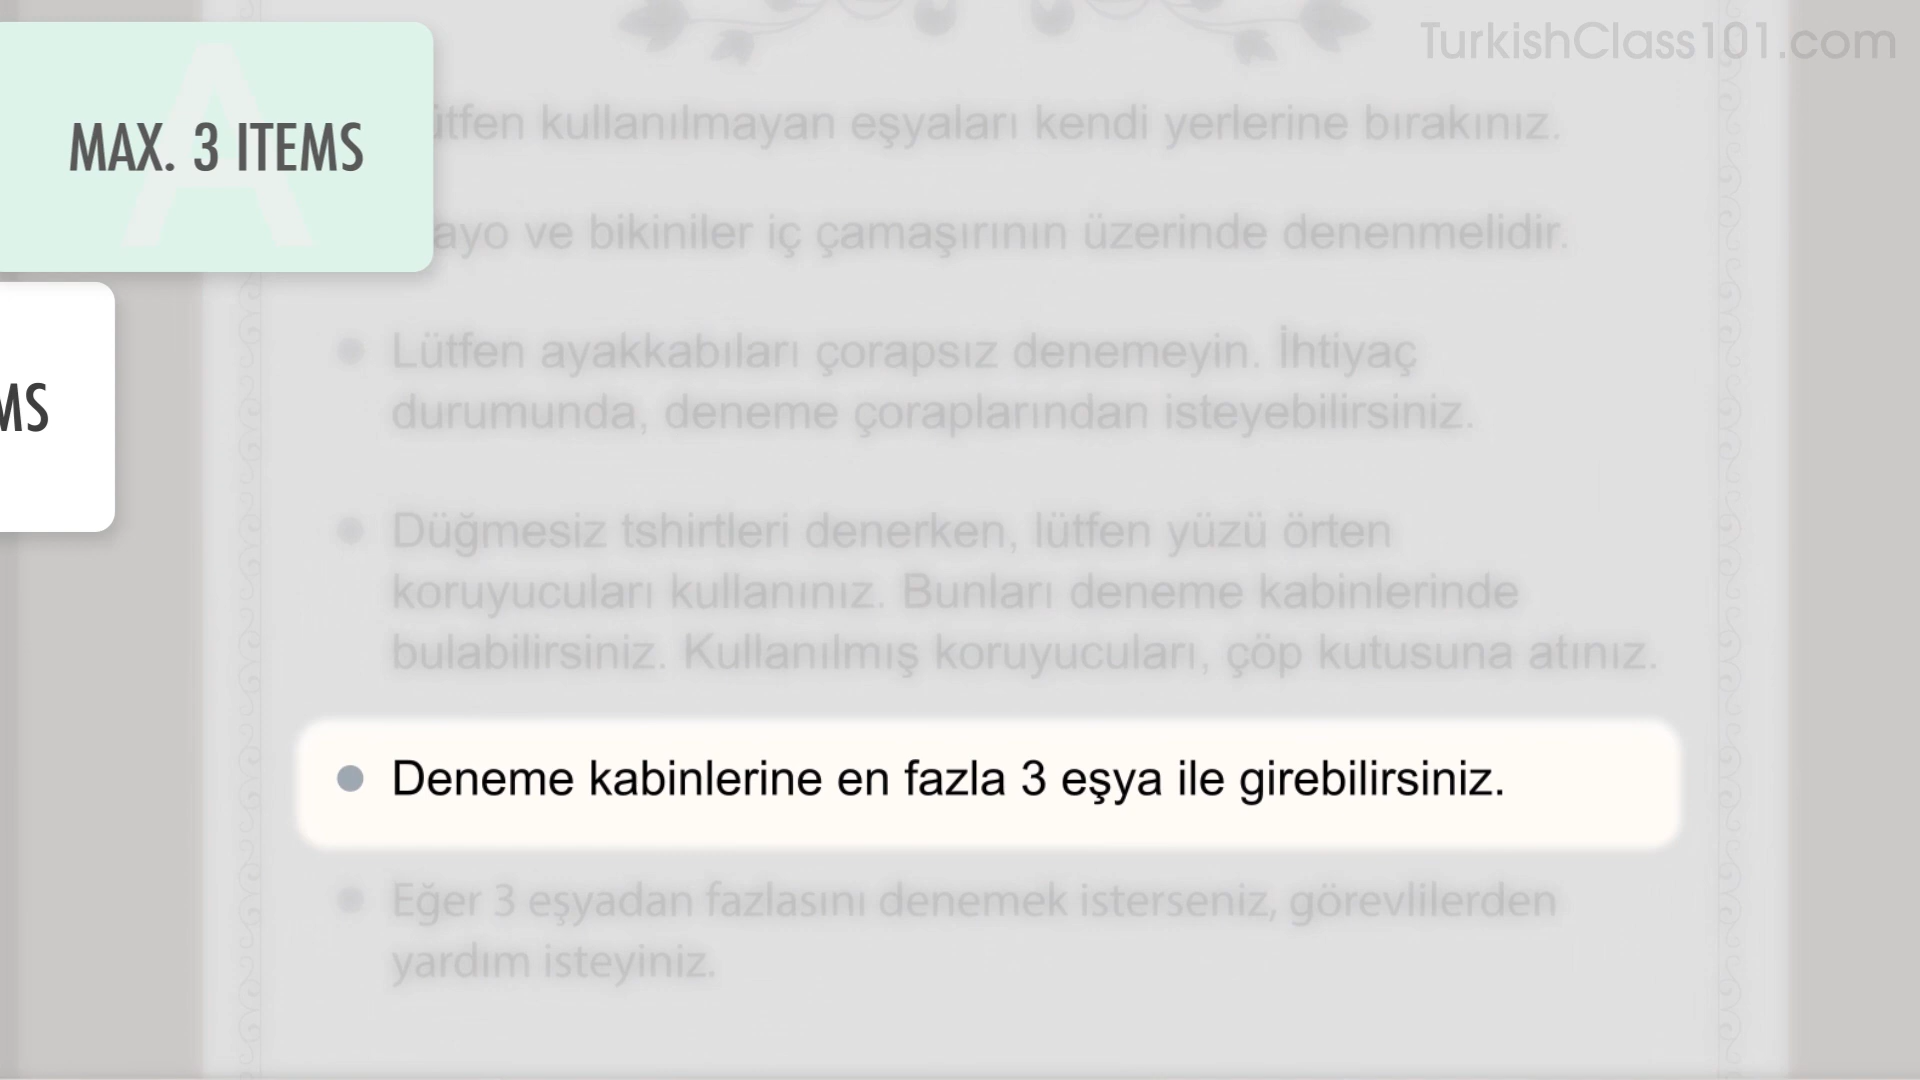 TurkishClass101.com
MAX. 3 ITEMS
MS
kullanılmayan eşyaları kendi yerlerine bırakınız.
ve bikiniler iç çamaşırının üzerinde denenmelidir.
Lütfen ayakkabıları çorapsız denemeyin. İhtiyaç
durumunda, deneme çoraplarından isteyebilirsiniz.
Düğmesiz tshirtleri denerken, lütfen yüzü örten
koruyucuları kullanınız. Bunları deneme kabinlerinde
bulabilirsiniz. Kullanılmış koruyucuları, çöp kutusuna atınız.
Deneme kabinlerine en fazla 3 eşya ile girebilirsiniz.
Eğer 3 eşyadan fazlasını denemek isterseniz, görevlilerden
yardım isteyiniz.